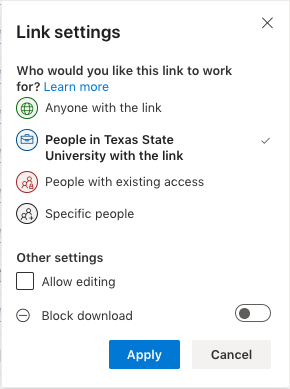 Link settings
Who would you like this link to work
for? Learn more
Anyone with the link
People in Texas State
University with the link
People with existing access
Specific people
Other settings
Allow editing
Block download
Apply Cancel